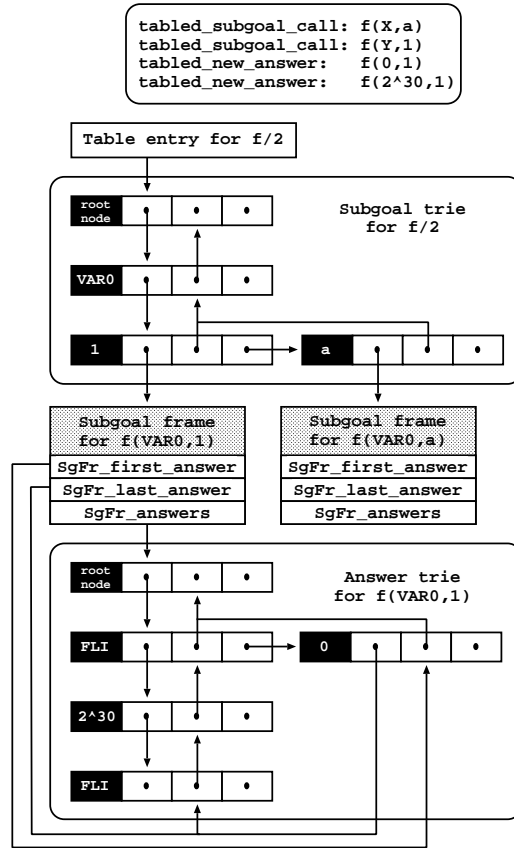 tabled_subgoal_call: f(X,a)
tabled_subgoal_call: f(Y,1)
tabled_new_answer: f(0,1)
tabled_new_answer: f(2^30,1)
Table entry for f/2
root
node
Subgoal trie
for f/2
VAR0
1
a
Subgoal frame
for f(VAR0,1)
SgFr_first_answer
SgFr_last_answer
SgFr_answers
Subgoal frame
for f(VAR0,a)
SgFr_first_answer
SgFr_last_answer
SgFr_answers
root
node
Answer trie
for f(VAR0,1)
FLI
0
2^30
FLI